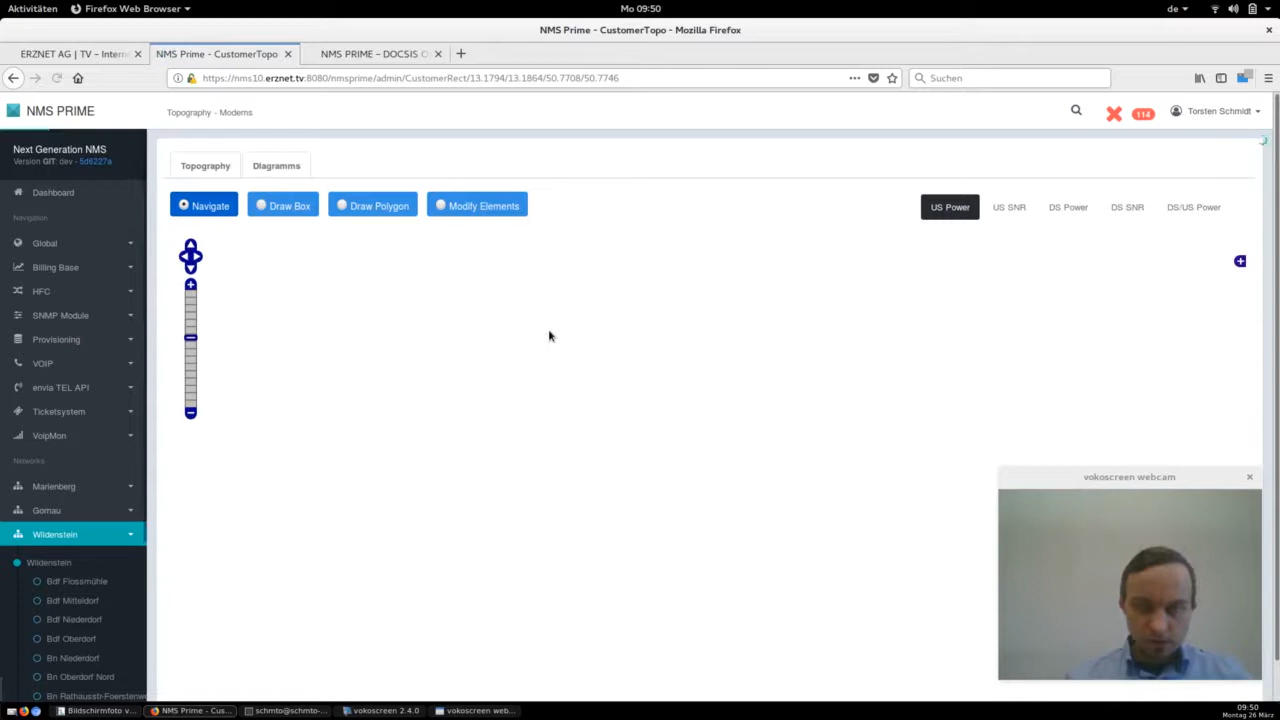 Aktivitäten Firefox Web Browser Mo 09:50 de
NMS Prime - CustomerTopo - Mozilla Firefox
ERZNET AG | TV – Intern NMS Prime - CustomerTopo NMS PRIME – DOCSIS O
https://nms10.erznet.tv:8080/nmsprime/admin/CustomerRect/13.1794/13.1864/50.7708/50.7746 Suchen
NMS PRIME Topography - Modems 114 Torsten Schmidt
Next Generation NMS
Version GIT: dev - 5d6227a
Topography Diagramms
Dashboard
Navigate Draw Box Draw Polygon Modify Elements US Power US SNR DS Power DS SNR DS/US Power
Navigation
Global
Billing Base
HFC
SNMP Module
Provisioning
VOIP
envia TEL API
Ticketsystem
VoipMon
Networks
Marienberg
Gornau
Wildenstein
Wildenstein
Bdf Flossmühle
Bdf Mitteldorf
Bdf Niederdorf
Bdf Oberdorf
Bn Niederdorf
Bn Oberdorf Nord
Bn Rathausstr-Foerstenwe
vokoscreen webcam
Bildschirmfoto v... NMS Prime - Cus... schmto@schmto-... vokoscreen 2.4.0 vokoscreen web... 09:50
Montag 26 März